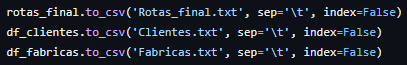 rotas_final.to_csv('Rotas_final.txt', sep='\t', index=False)
df_clientes.to_csv('Clientes.txt', sep='\t', index=False)
df_fabricas.to_csv('Fabricas.txt', sep='\t', index=False)